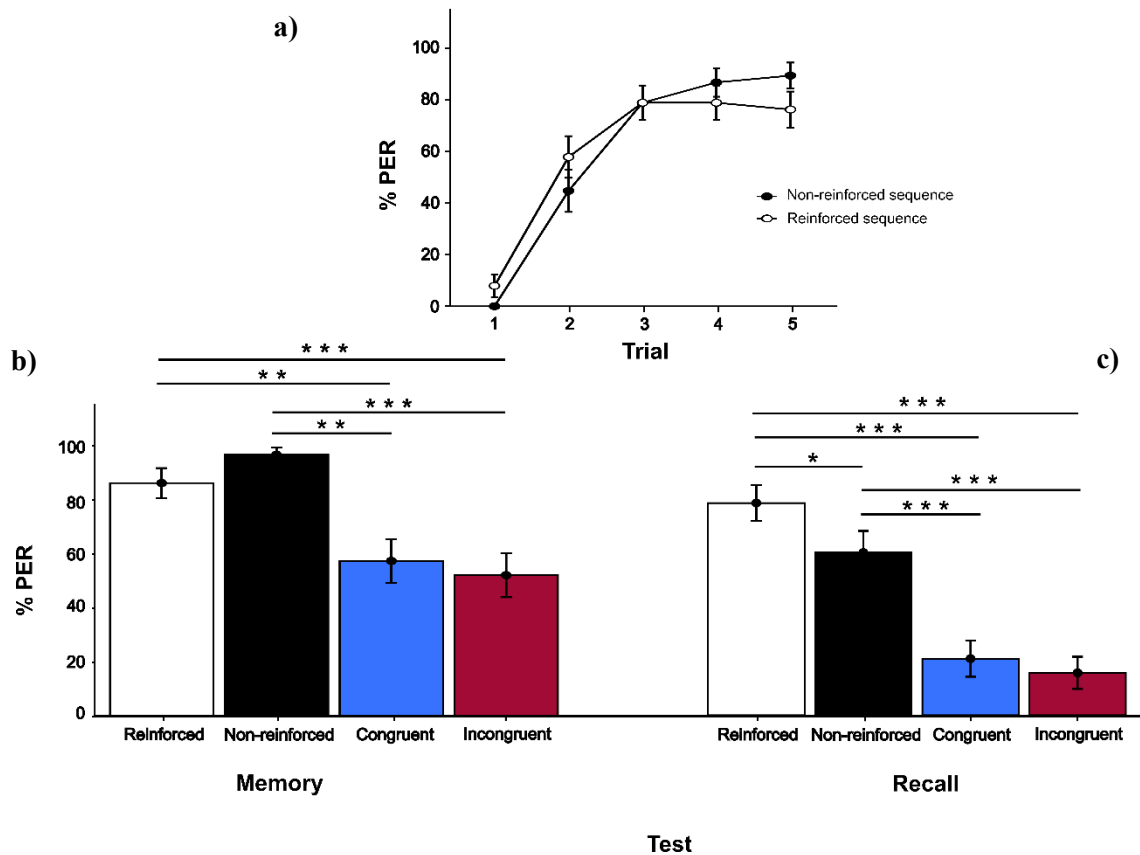 a)
100
80
60
40
20
0
% PER
Non-reinforced sequence
Reinforced sequence
1 2 3 4 5
Trial
b)
* * *
* *
* * *
* *
100
80
60
40
20
0
% PER
Reinforced Non-reinforced Congruent Incongruent
Memory
c)
* * *
* * *
*
* * *
* * *
Reinforced Non-reinforced Congruent Incongruent
Recall
Test